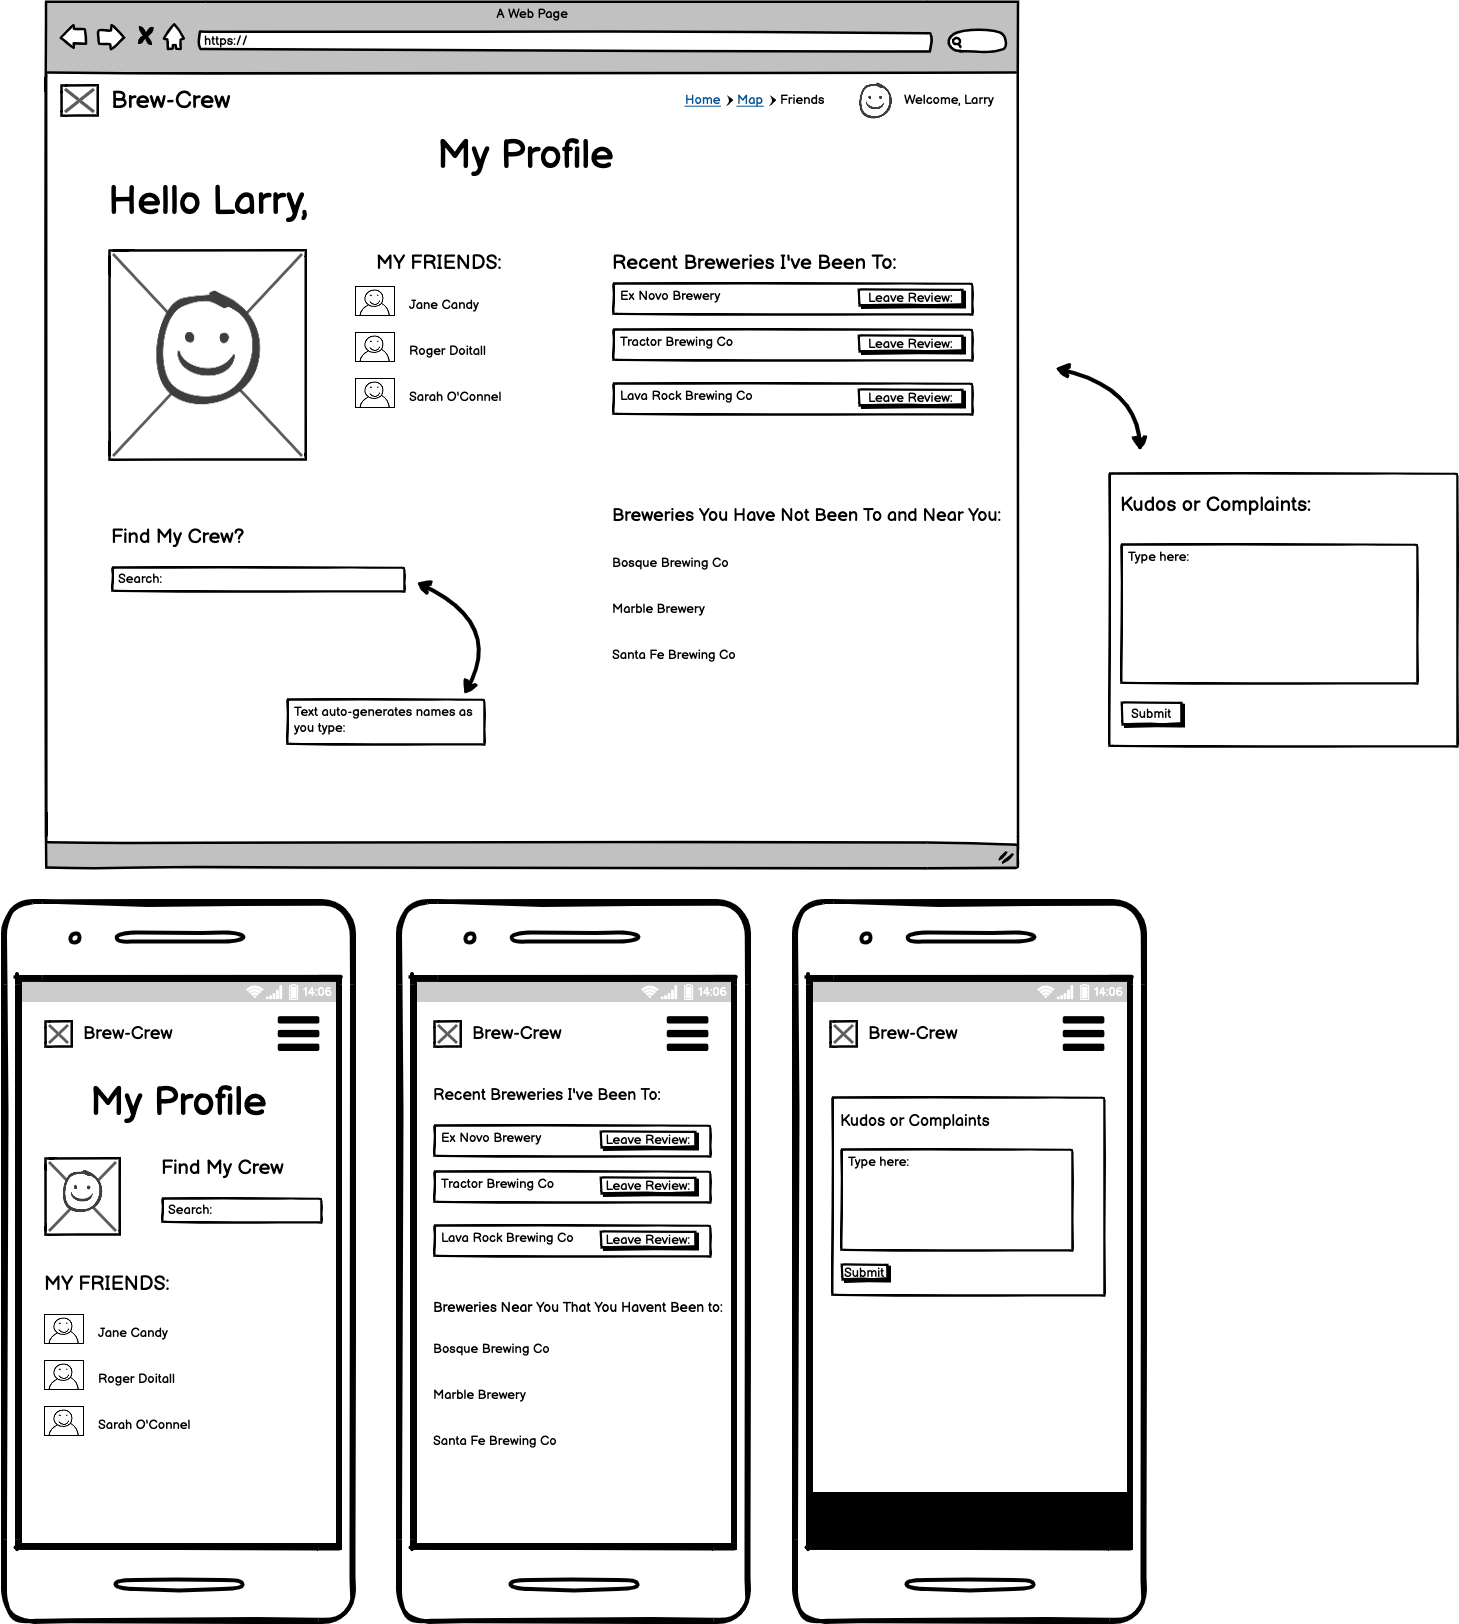 A Web Page
https://
Brew-Crew
Home
Map
Friends
Welcome, Larry
My Profile
Hello Larry,
MY FRIENDS:
Jane Candy
Roger Doitall
Sarah O'Connel
Recent Breweries I've Been To:
Ex Novo Brewery
Leave Review:
Tractor Brewing Co
Leave Review:
Lava Rock Brewing Co
Leave Review:
Find My Crew?
Search:
Text auto-generates names as
you type:
Breweries You Have Not Been To and Near You:
Bosque Brewing Co
Marble Brewery
Santa Fe Brewing Co
Kudos or Complaints:
Type here:
Submit
14:06
Brew-Crew
My Profile
Find My Crew
Search:
MY FRIENDS:
Jane Candy
Roger Doitall
Sarah O'Connel
14:06
Brew-Crew
Recent Breweries I've Been To:
Ex Novo Brewery
Leave Review:
Tractor Brewing Co
Leave Review:
Lava Rock Brewing Co
Leave Review:
Breweries Near You That You Havent Been to:
Bosque Brewing Co
Marble Brewery
Santa Fe Brewing Co
14:06
Brew-Crew
Kudos or Complaints
Type here:
Submit